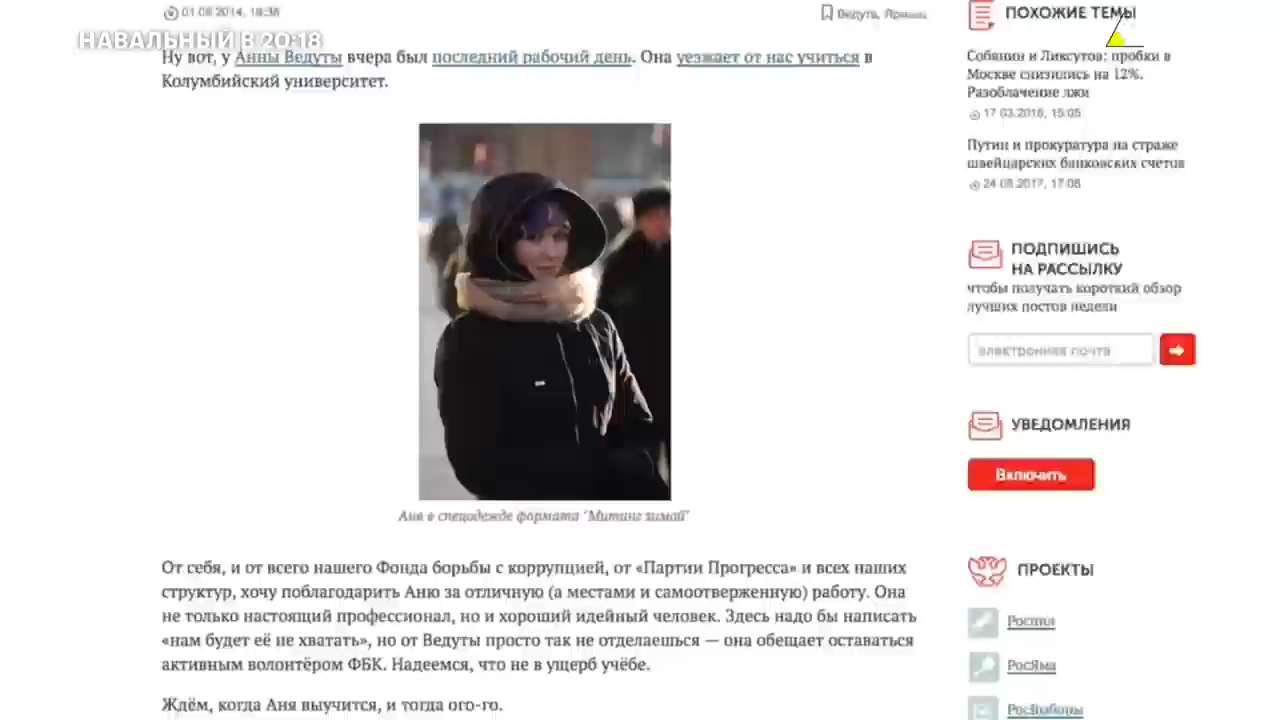 01.08.2014, 18:38
Ведута, Ярмыш
НАВАЛЬНЫЙ В 20:18
Ну вот, у Анны Ведуты вчера был последний рабочий день. Она уезжает от нас учиться в
Колумбийский университет.
Аня в спецодежде формата "Митинг зимой"
От себя, и от всего нашего Фонда борьбы с коррупцией, от «Партии Прогресса» и всех наших
структур, хочу поблагодарить Аню за отличную (а местами и самоотверженную) работу. Она
не только настоящий профессионал, но и хороший идейный человек. Здесь надо бы написать
«нам будет её не хватать», но от Ведуты просто так не отделаешься — она обещает оставаться
активным волонтёром ФБК. Надеемся, что не в ущерб учёбе.
Ждём, когда Аня выучится, и тогда ого-го.
ПОХОЖИЕ ТЕМЫ
Собянин и Ликсутов: пробки в
Москве снизились на 12%.
Разоблачение лжи
17 03.2016, 15:05
Путин и прокуратура на страже
швейцарских банковских счетов
24 08.2017, 17:06
ПОДПИШИСЬ
НА РАССЫЛКУ
чтобы получать короткий обзор
лучших постов недели
электронная почта
УВЕДОМЛЕНИЯ
Включить
ПРОЕКТЫ
Роспил
РосЯма
РосВыборы